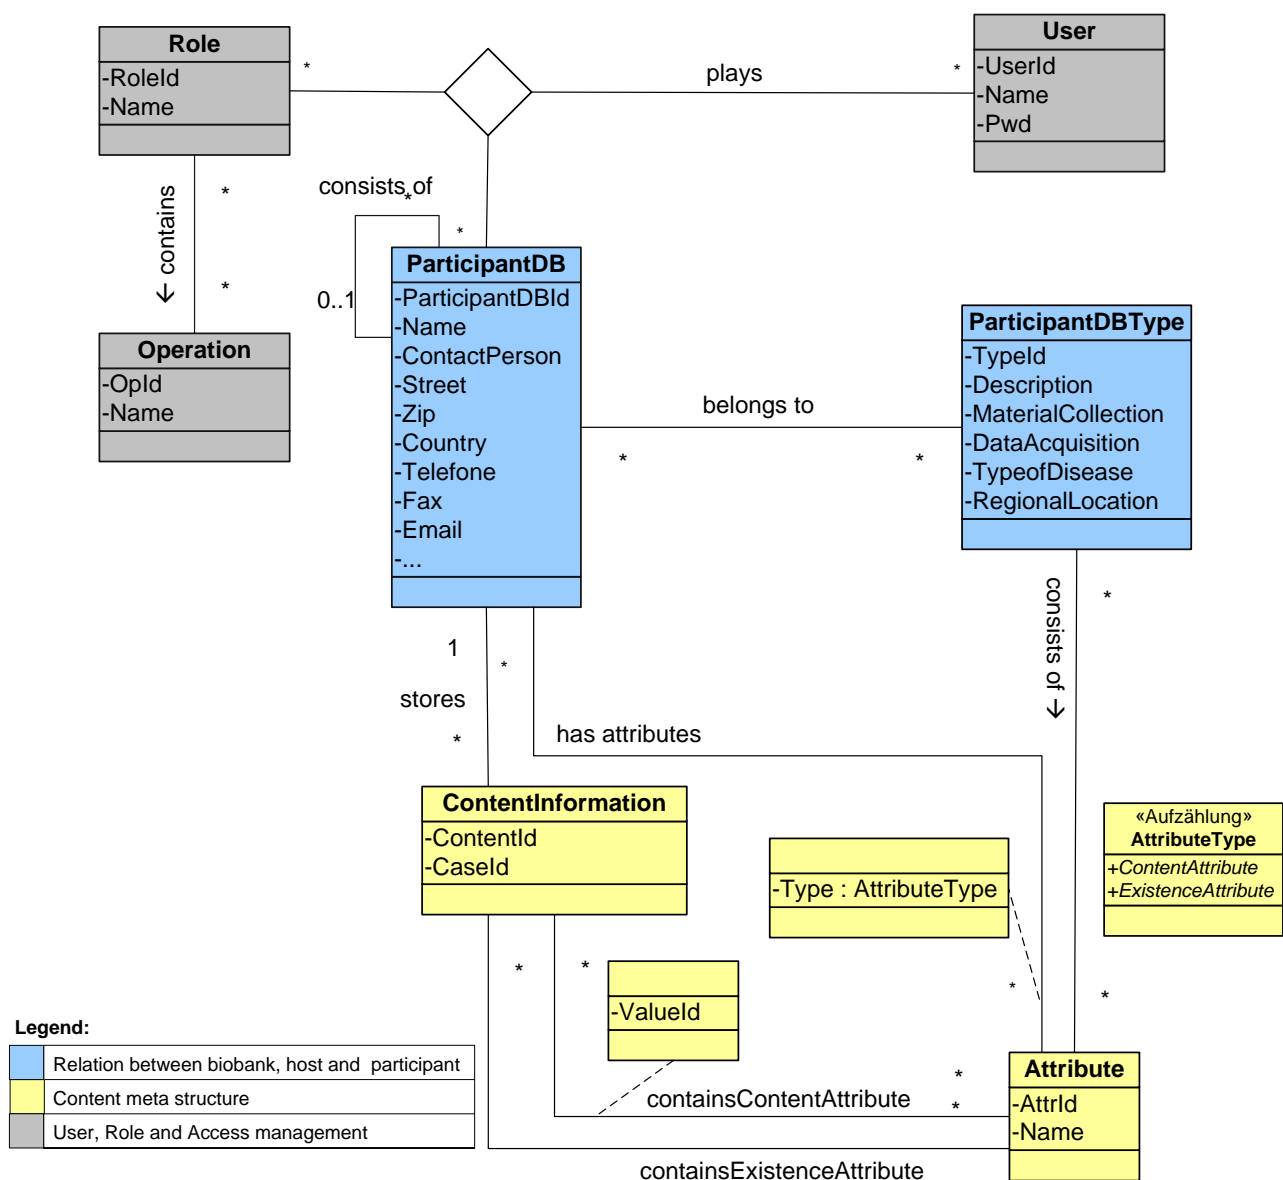 Role
-RoleId
-Name
*
plays
*
User
-UserId
-Name
-Pwd
← contains
*
*
Operation
-OpId
-Name
consists of
*
*
0..1
ParticipantDB
-ParticipantDBId
-Name
-ContactPerson
-Street
-Zip
-Country
-Telefone
-Fax
-Email
-...
belongs to
*
*
ParticipantDBType
-TypeId
-Description
-MaterialCollection
-DataAcquisition
-TypeofDisease
-RegionalLocation
1
*
stores
*
has attributes
consists of →
*
*
ContentInformation
-ContentId
-CaseId
-Type : AttributeType
«Aufzählung»
AttributeType
+ContentAttribute
+ExistenceAttribute
*
*
*
-ValueId
*
*
containsContentAttribute
containsExistenceAttribute
Attribute
-AttrId
-Name
Legend:
Relation between biobank, host and participant
Content meta structure
User, Role and Access management